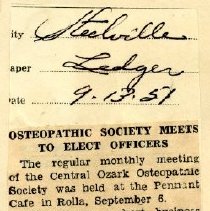 ity Steelville
aper Ledger
ate 9-13-51
OSTEOPATHIC SOCIETY MEETS
TO ELECT OFFICERS
The regular monthly meeting
of the Central Ozark Osteopathic
Society was held at the Pennant
Cafe in Rolla, September 6.
business